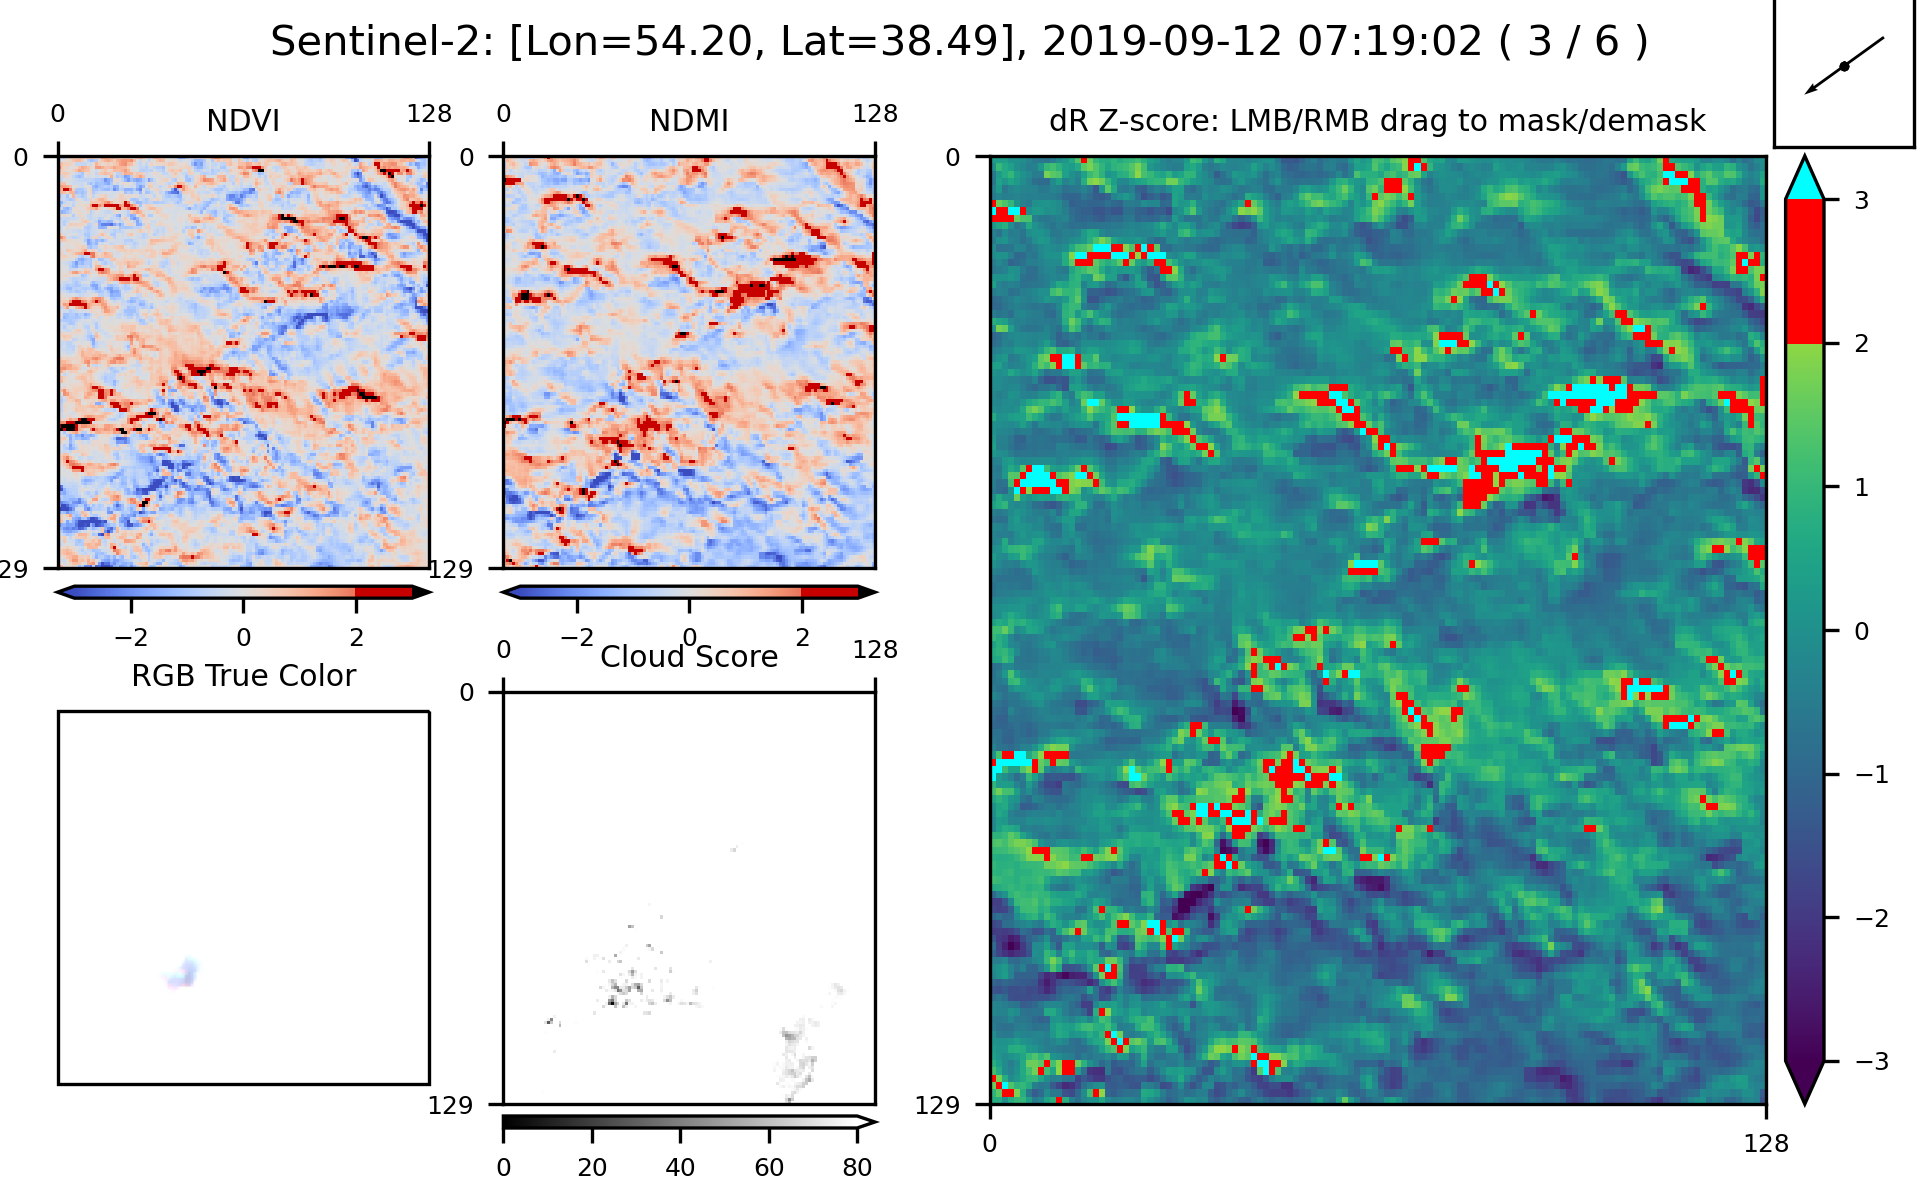 Sentinel-2: [Lon=54.20, Lat=38.49], 2019-09-12 07:19:02 ( 3 / 6 )
NDVI
0 128
0
29
−2 0 2
NDMI
0 128
0
129
−2 0 2
dR Z-score: LMB/RMB drag to mask/demask
0
129
0 128
3
2
1
0
−1
−2
−3
RGB True Color
Cloud Score
0 128
0
129
0 20 40 60 80